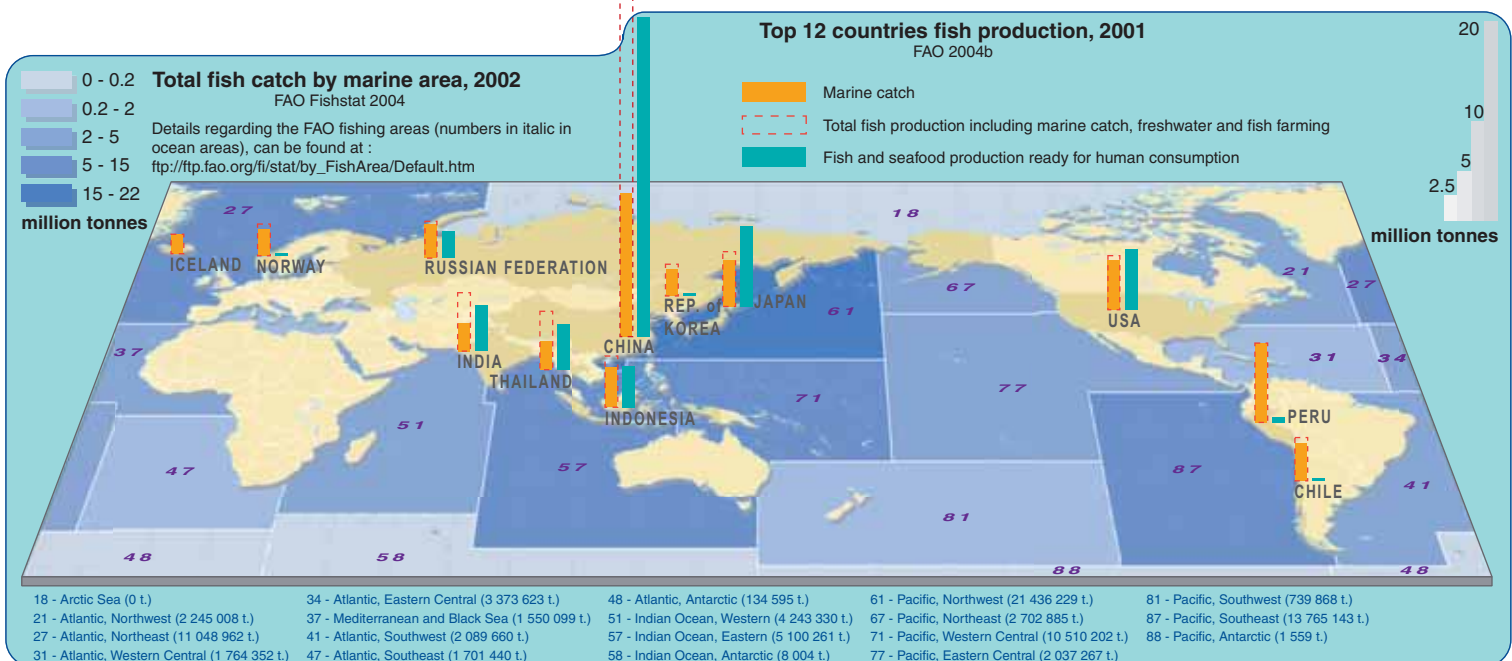 Top 12 countries fish production, 2001
FAO 2004b
Marine catch
Total fish production including marine catch, freshwater and fish farming
Fish and seafood production ready for human consumption
20
10
5
2.5
million tonnes
0 - 0.2
0.2 - 2
2 - 5
5 - 15
15 - 22
million tonnes
Total fish catch by marine area, 2002
FAO Fishstat 2004
Details regarding the FAO fishing areas (numbers in italic in
ocean areas), can be found at :
ftp://ftp.fao.org/fi/stat/by_FishArea/Default.htm
27
18
ICELAND
NORWAY
RUSSIAN FEDERATION
REP. of
KOREA
JAPAN
61
67
USA
21
27
37
INDIA
THAILAND
CHINA
INDONESIA
71
77
31
34
PERU
51
47
57
87
CHILE
41
81
48
58
88
48
18 - Arctic Sea (0 t.)
21 - Atlantic, Northwest (2 245 008 t.)
27 - Atlantic, Northeast (11 048 962 t.)
31 - Atlantic, Western Central (1 764 352 t.)
34 - Atlantic, Eastern Central (3 373 623 t.)
37 - Mediterranean and Black Sea (1 550 099 t.)
41 - Atlantic, Southwest (2 089 660 t.)
47 - Atlantic, Southeast (1 701 440 t.)
48 - Atlantic, Antarctic (134 595 t.)
51 - Indian Ocean, Western (4 243 330 t.)
57 - Indian Ocean, Eastern (5 100 261 t.)
58 - Indian Ocean, Antarctic (8 004 t.)
61 - Pacific, Northwest (21 436 229 t.)
67 - Pacific, Northeast (2 702 885 t.)
71 - Pacific, Western Central (10 510 202 t.)
77 - Pacific, Eastern Central (2 037 267 t.)
81 - Pacific, Southwest (739 868 t.)
87 - Pacific, Southeast (13 765 143 t.)
88 - Pacific, Antarctic (1 559 t.)